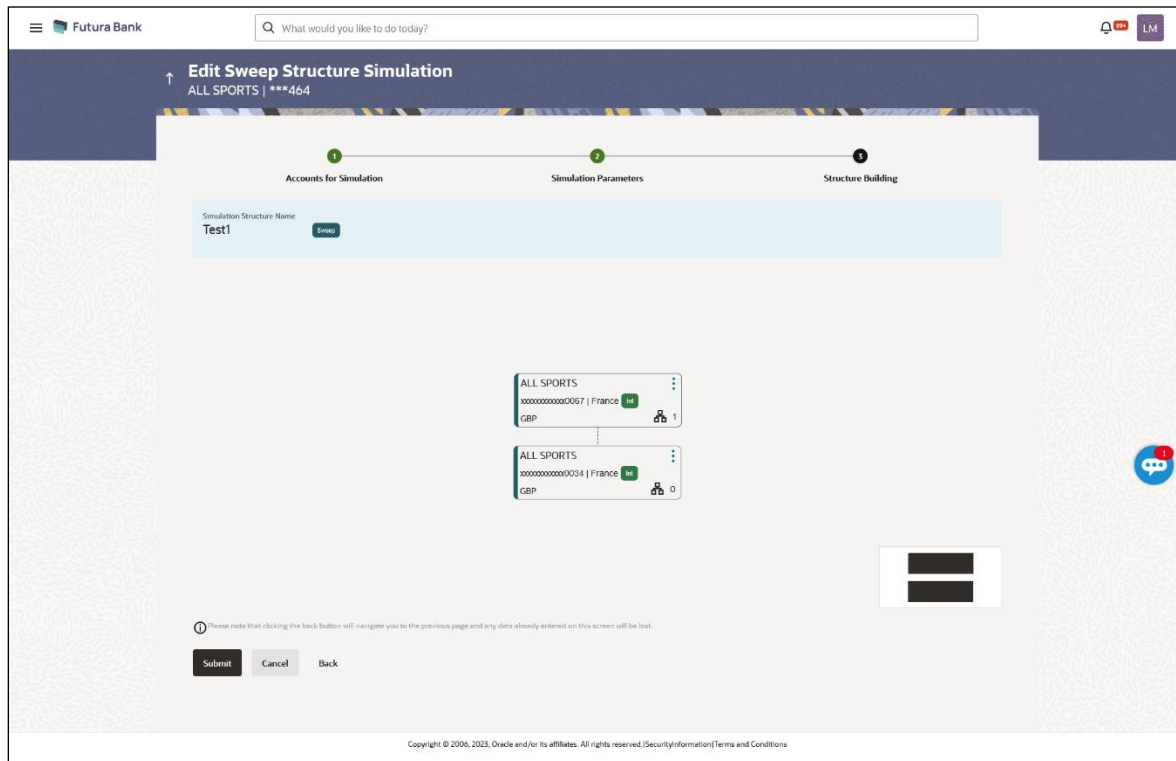 Futura Bank
What would you like to do today?
99+
LM
↑ Edit Sweep Structure Simulation
ALL SPORTS | ***464
1
2
3
Accounts for Simulation
Simulation Parameters
Structure Building
Simulation Structure Name
Test1
Sweep
ALL SPORTS
xxxxxxxxxxxx0067 | France Int
GBP
1
ALL SPORTS
xxxxxxxxxxxx0034 | France Int
GBP
0
1
Please note that clicking the back button will navigate you to the previous page and any data already entered on this screen will be lost.
Submit
Cancel
Back
Copyright © 2006, 2023, Oracle and/or its affiliates. All rights reserved.|SecurityInformation|Terms and Conditions